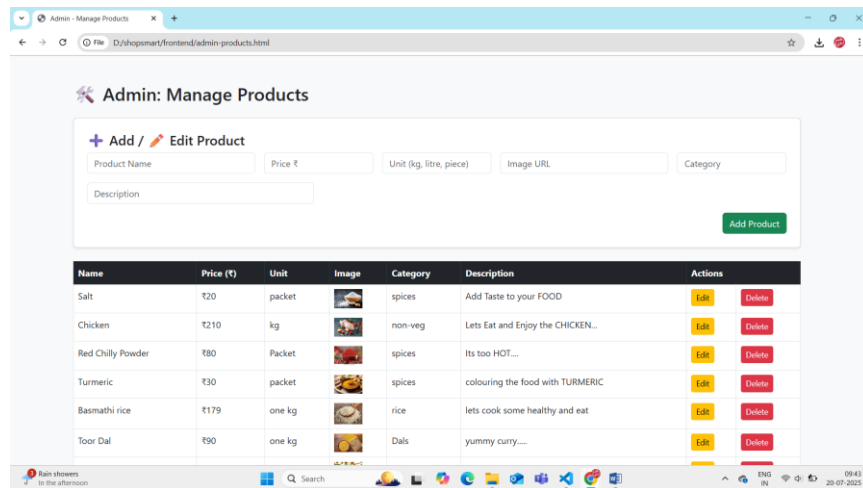 Admin - Manage Products
File D:/shopsmart/frontend/admin-products.html
Admin: Manage Products
Add / Edit Product
Product Name Price ₹ Unit (kg, litre, piece) Image URL Category
Description
Add Product
Name Price (₹) Unit Image Category Description Actions
Salt ₹20 packet spices Add Taste to your FOOD Edit Delete
Chicken ₹210 kg non-veg Lets Eat and Enjoy the CHICKEN... Edit Delete
Red Chilly Powder ₹80 Packet spices Its too HOT.... Edit Delete
Turmeric ₹30 packet spices colouring the food with TURMERIC Edit Delete
Basmathi rice ₹179 one kg rice lets cook some healthy and eat Edit Delete
Toor Dal ₹90 one kg Dals yummy curry..... Edit Delete
1 Rain showers Search ENG 09:43
In the afternoon IN 20-07-2025